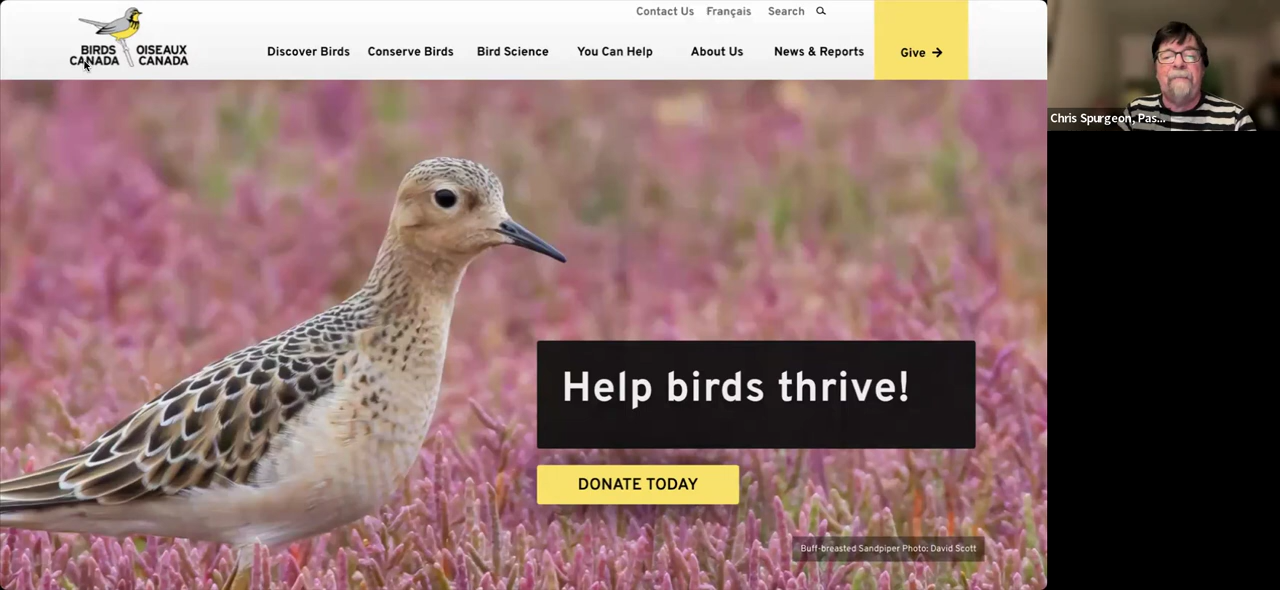 Contact Us Français Search
BIRDS OISEAUX
CANADA CANADA
Discover Birds Conserve Birds Bird Science You Can Help About Us News & Reports Give →
Chris Spurgeon, Pas...
Help birds thrive!
DONATE TODAY
Buff-breasted Sandpiper Photo: David Scott